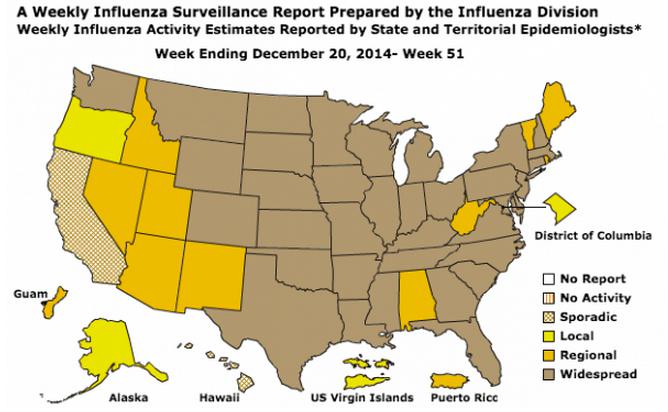 A Weekly Influenza Surveillance Report Prepared by the Influenza Division
Weekly Influenza Activity Estimates Reported by State and Territorial Epidemiologists*
Week Ending December 20, 2014- Week 51
District of Columbia
No Report
Guam
No Activity
Sporadic
Local
Regional
Widespread
Alaska
Hawaii
US Virgin Islands
Puerto Ricc